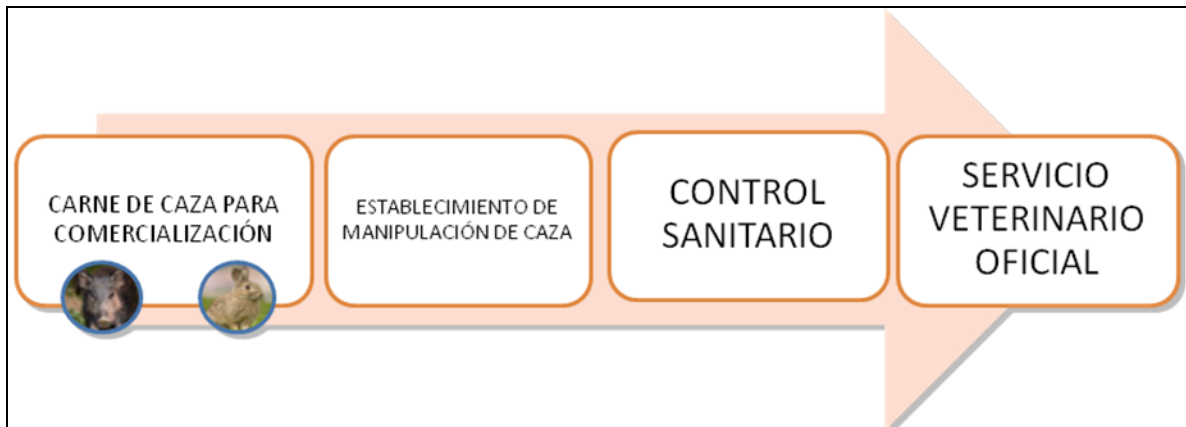 CARNE DE CAZA PARA
COMERCIALIZACIÓN
ESTABLECIMIENTO DE
MANIPULACIÓN DE CAZA
CONTROL
SANITARIO
SERVICIO
VETERINARIO
OFICIAL